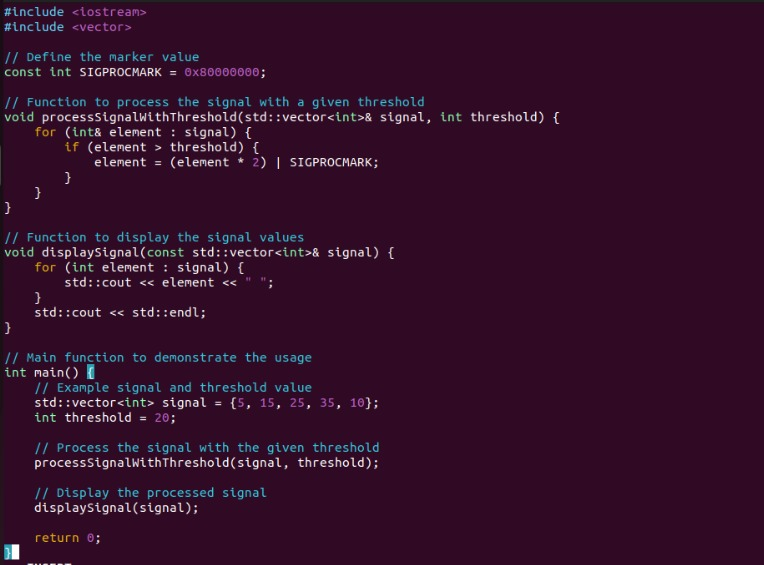 #include <iostream>
#include <vector>

// Define the marker value
const int SIGPROCMARK = 0x80000000;

// Function to process the signal with a given threshold
void processSignalWithThreshold(std::vector<int>& signal, int threshold) {
    for (int& element : signal) {
        if (element > threshold) {
            element = (element * 2) | SIGPROCMARK;
        }
    }
}

// Function to display the signal values
void displaySignal(const std::vector<int>& signal) {
    for (int element : signal) {
        std::cout << element << " ";
    }
    std::cout << std::endl;
}

// Main function to demonstrate the usage
int main() {
    // Example signal and threshold value
    std::vector<int> signal = {5, 15, 25, 35, 10};
    int threshold = 20;

    // Process the signal with the given threshold
    processSignalWithThreshold(signal, threshold);

    // Display the processed signal
    displaySignal(signal);

    return 0;
}